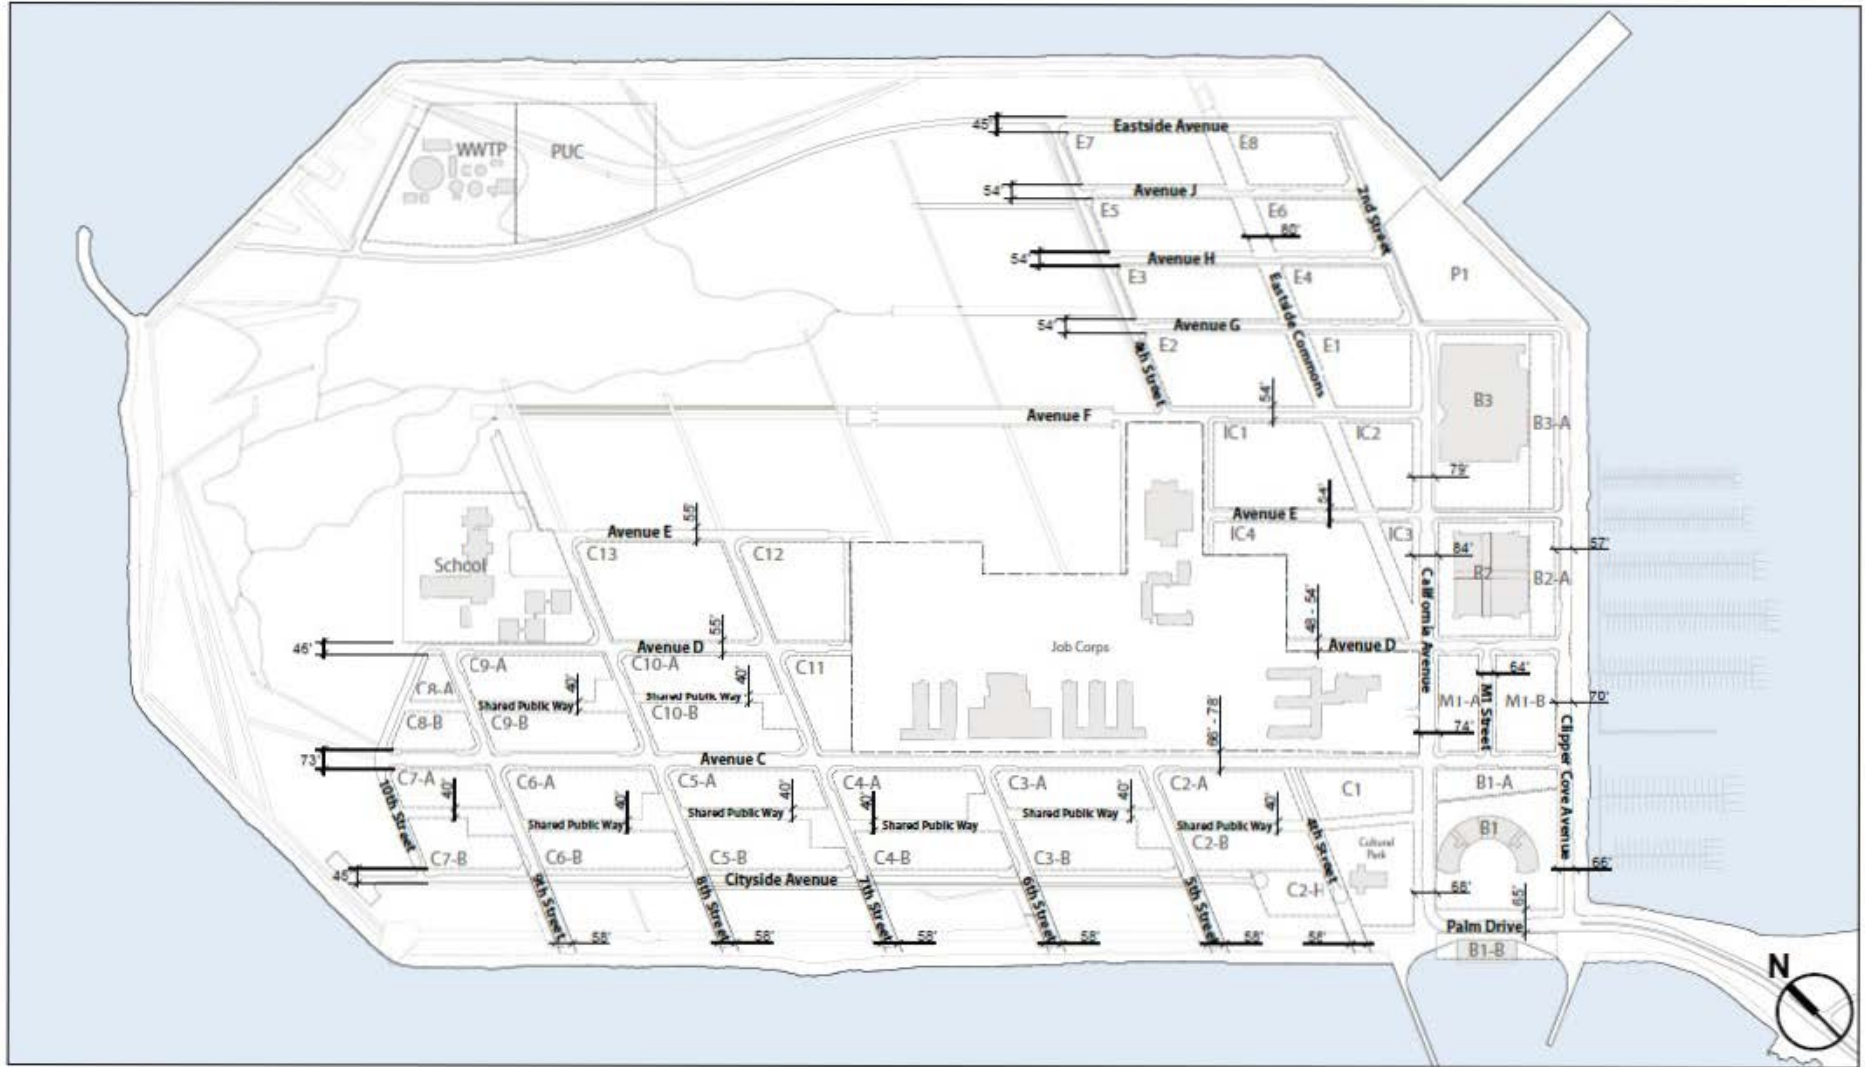 45'
Eastside Avenue
WWTP
PUC
E7
E8
54'
Avenue J
2nd Street
E5
E6
80'
54'
Avenue H
E3
E4
P1
Eastside Commons
54'
Avenue G
E2
E1
4th Street
B3
B3-A
54'
Avenue F
IC1
IC2
79'
54'
Avenue E
IC4
IC3
55'
Avenue E
C13
C12
School
84'
57'
B2
B2-A
California Avenue
48 - 54'
55'
46'
Avenue D
Job Corps
Avenue D
C9-A
C10-A
C11
40'
40'
64'
C8-A
Shared Public Way
Shared Public Way
M1-A
M1 Street
M1-B
70'
C8-B
C9-B
C10-B
66' - 78'
74'
Clipper Cove Avenue
73'
Avenue C
C7-A
C6-A
C5-A
C4-A
C3-A
C2-A
C1
B1-A
10th Street
40'
40'
40'
40'
40'
40'
Shared Public Way
Shared Public Way
Shared Public Way
Shared Public Way
Shared Public Way
4th Street
B1
Cultural
Park
C7-B
C6-B
C5-B
C4-B
C3-B
C2-B
45'
Cityside Avenue
C2-H
68'
65'
66'
9th Street
8th Street
7th Street
6th Street
5th Street
58'
58'
58'
58'
58'
58'
Palm Drive
B1-B
N